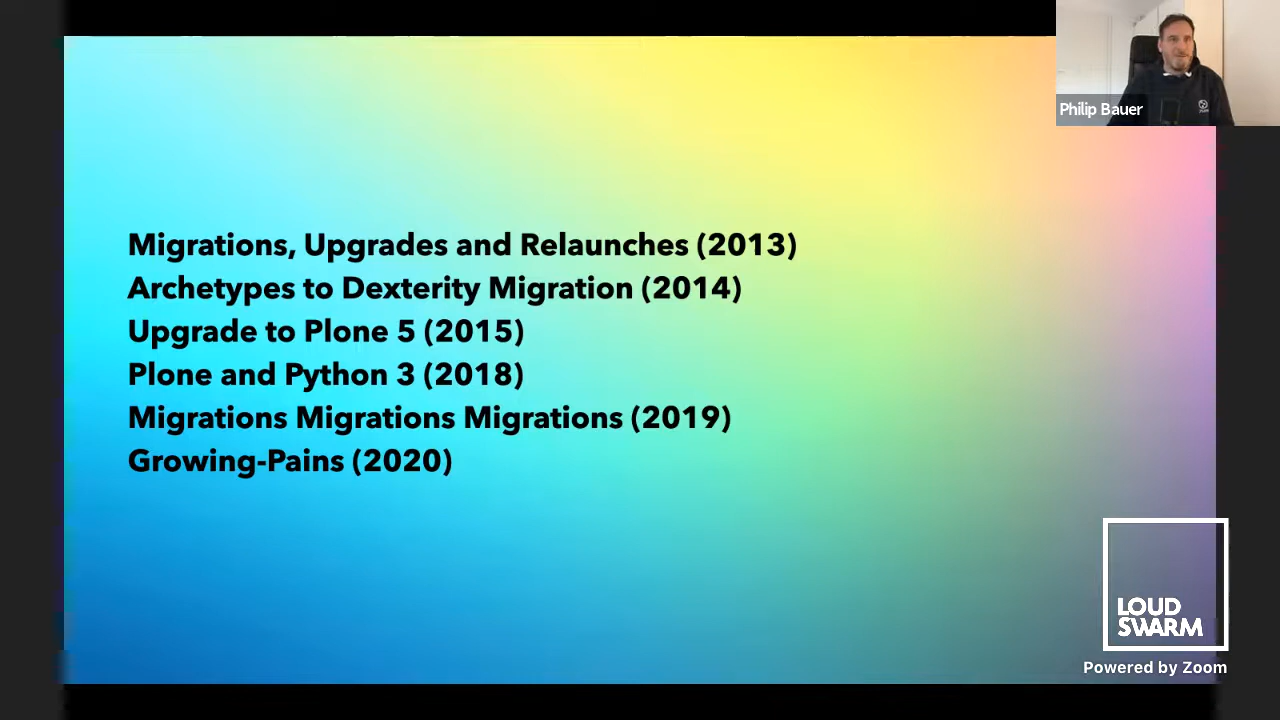 Philip Bauer
Migrations, Upgrades and Relaunches (2013)
Archetypes to Dexterity Migration (2014)
Upgrade to Plone 5 (2015)
Plone and Python 3 (2018)
Migrations Migrations Migrations (2019)
Growing-Pains (2020)
LOUD
SWARM
Powered by Zoom